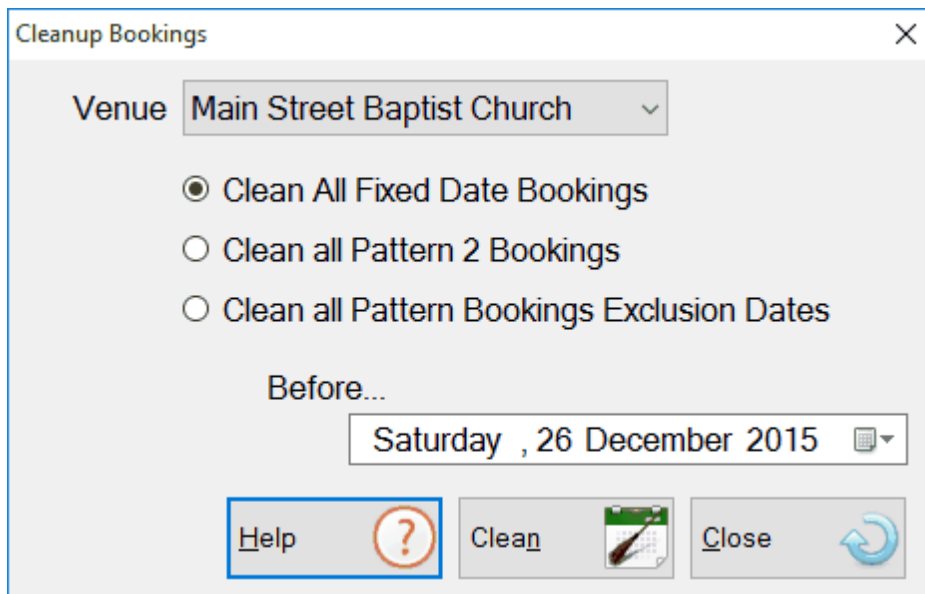 Cleanup Bookings
Venue Main Street Baptist Church
Clean All Fixed Date Bookings
Clean all Pattern 2 Bookings
Clean all Pattern Bookings Exclusion Dates
Before...
Saturday , 26 December 2015
Help ? Clean Close